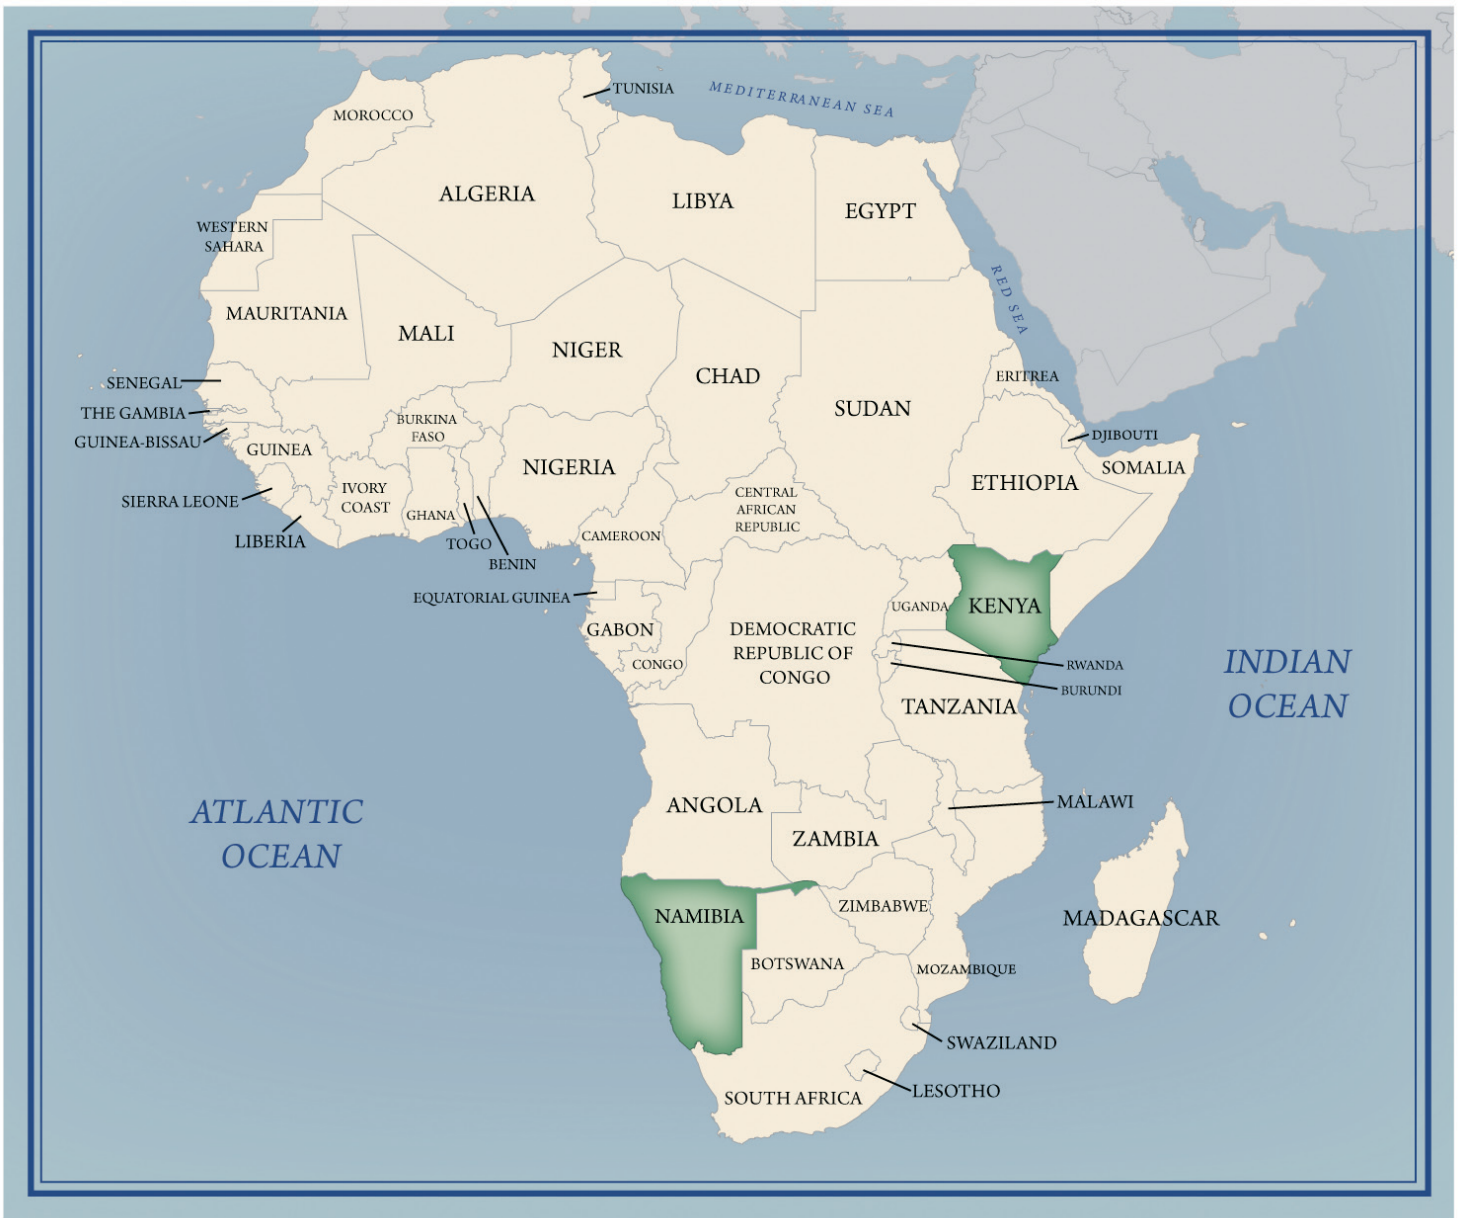 TUNISIA
MEDITERRANEAN SEA
MOROCCO
ALGERIA
LIBYA
EGYPT
WESTERN
SAHARA
RED SEA
MAURITANIA
MALI
NIGER
CHAD
SUDAN
ERITREA
SENEGAL
THE GAMBIA
GUINEA-BISSAU
BURKINA
FASO
DJIBOUTI
GUINEA
NIGERIA
SOMALIA
ETHIOPIA
SIERRA LEONE
IVORY
COAST
GHANA
CENTRAL
AFRICAN
REPUBLIC
LIBERIA
TOGO
BENIN
CAMEROON
EQUATORIAL GUINEA
UGANDA
KENYA
GABON
CONGO
DEMOCRATIC
REPUBLIC OF
CONGO
RWANDA
BURUNDI
INDIAN
OCEAN
TANZANIA
ATLANTIC
OCEAN
ANGOLA
MALAWI
ZAMBIA
NAMIBIA
ZIMBABWE
MADAGASCAR
BOTSWANA
MOZAMBIQUE
SWAZILAND
LESOTHO
SOUTH AFRICA